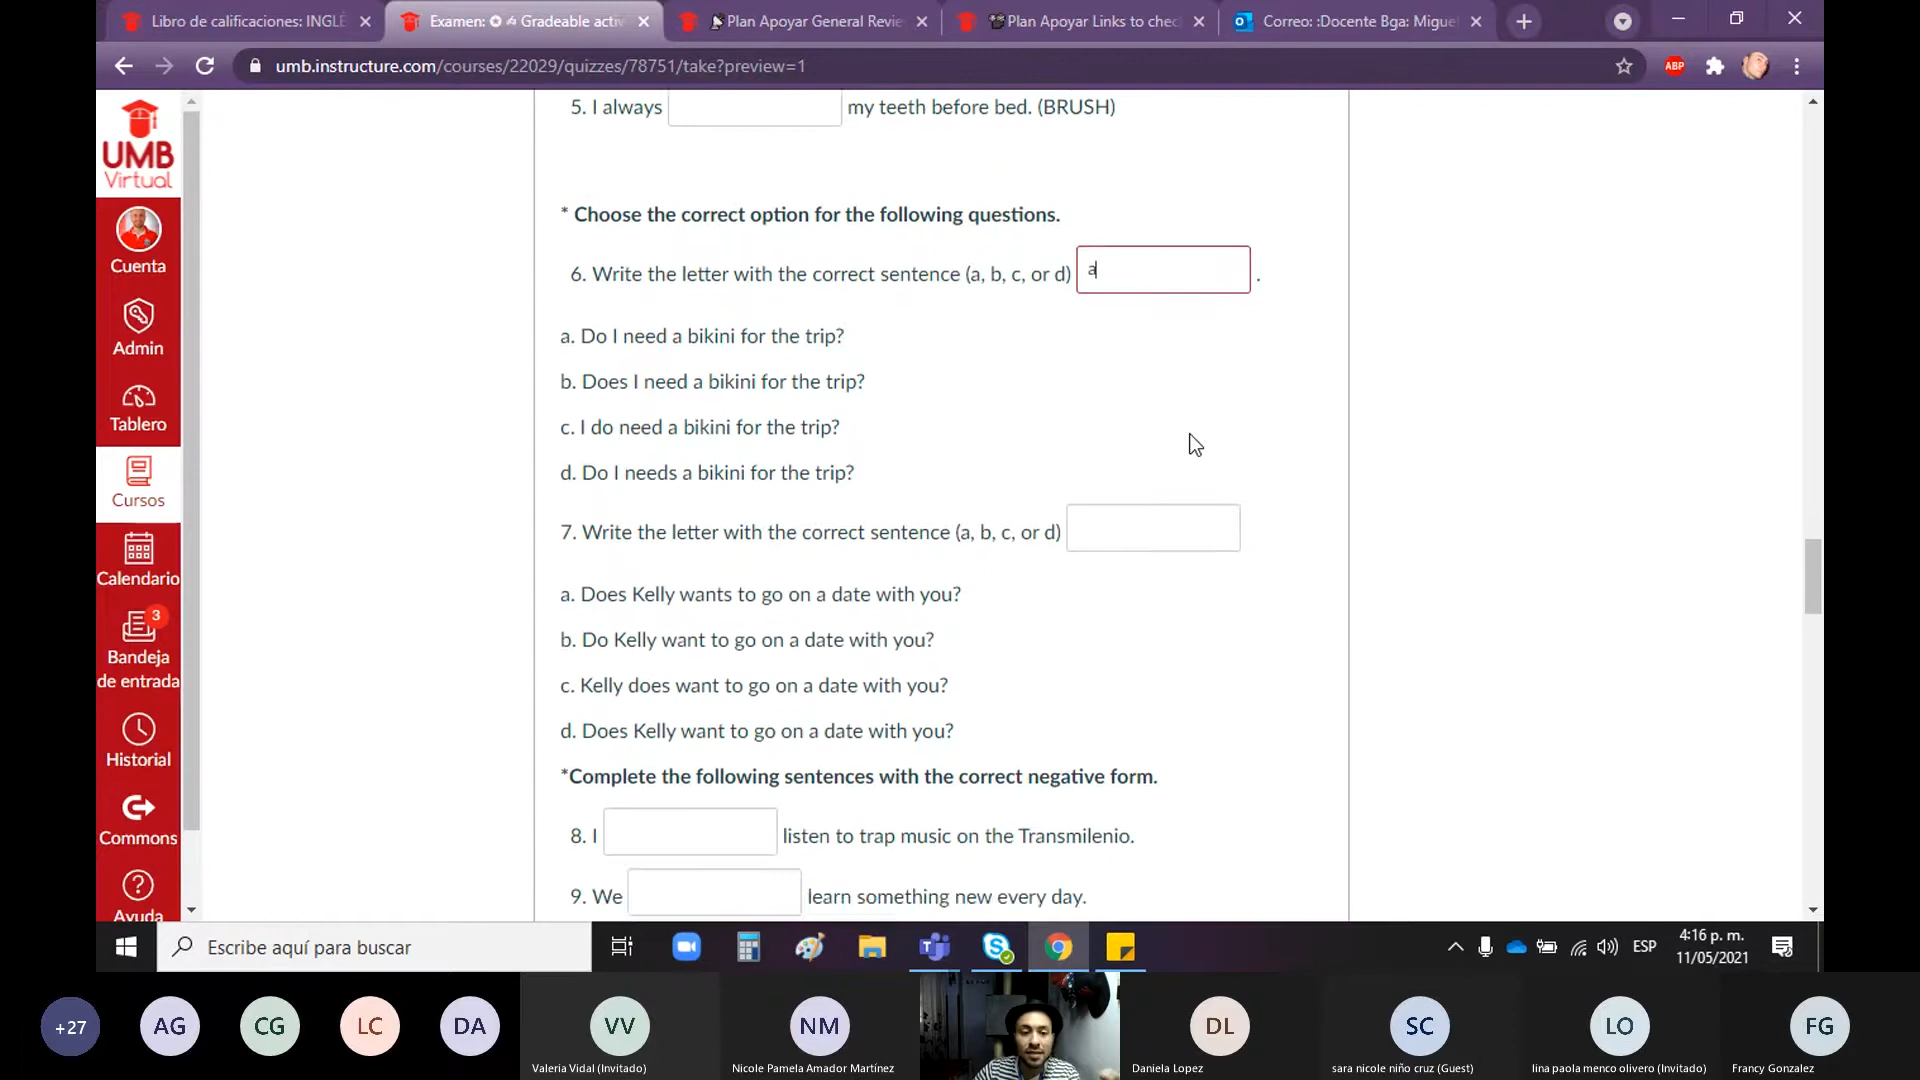 Libro de calificaciones: INGLÉ
Examen: ✪ ✍ Gradeable activ
Plan Apoyar General Revie
Plan Apoyar Links to chec
Correo: :Docente Bga: Migue
umb.instructure.com/courses/22029/quizzes/78751/take?preview=1
ABP
UMB
Virtual
Cuenta
Admin
Tablero
Cursos
Calendario
3
Bandeja
de entrada
Historial
Commons
Ayuda
5. I always my teeth before bed. (BRUSH)
* Choose the correct option for the following questions.
6. Write the letter with the correct sentence (a, b, c, or d) a .
a. Do I need a bikini for the trip?
b. Does I need a bikini for the trip?
c. I do need a bikini for the trip?
d. Do I needs a bikini for the trip?
7. Write the letter with the correct sentence (a, b, c, or d)
a. Does Kelly wants to go on a date with you?
b. Do Kelly want to go on a date with you?
c. Kelly does want to go on a date with you?
d. Does Kelly want to go on a date with you?
*Complete the following sentences with the correct negative form.
8. I listen to trap music on the Transmilenio.
9. We learn something new every day.
Escribe aquí para buscar
ESP
4:16 p. m.
11/05/2021
+27
AG
CG
LC
DA
VV
NM
DL
SC
LO
FG
Valeria Vidal (Invitado)
Nicole Pamela Amador Martínez
Daniela Lopez
sara nicole niño cruz (Guest)
lina paola menco olivero (Invitado)
Francy Gonzalez